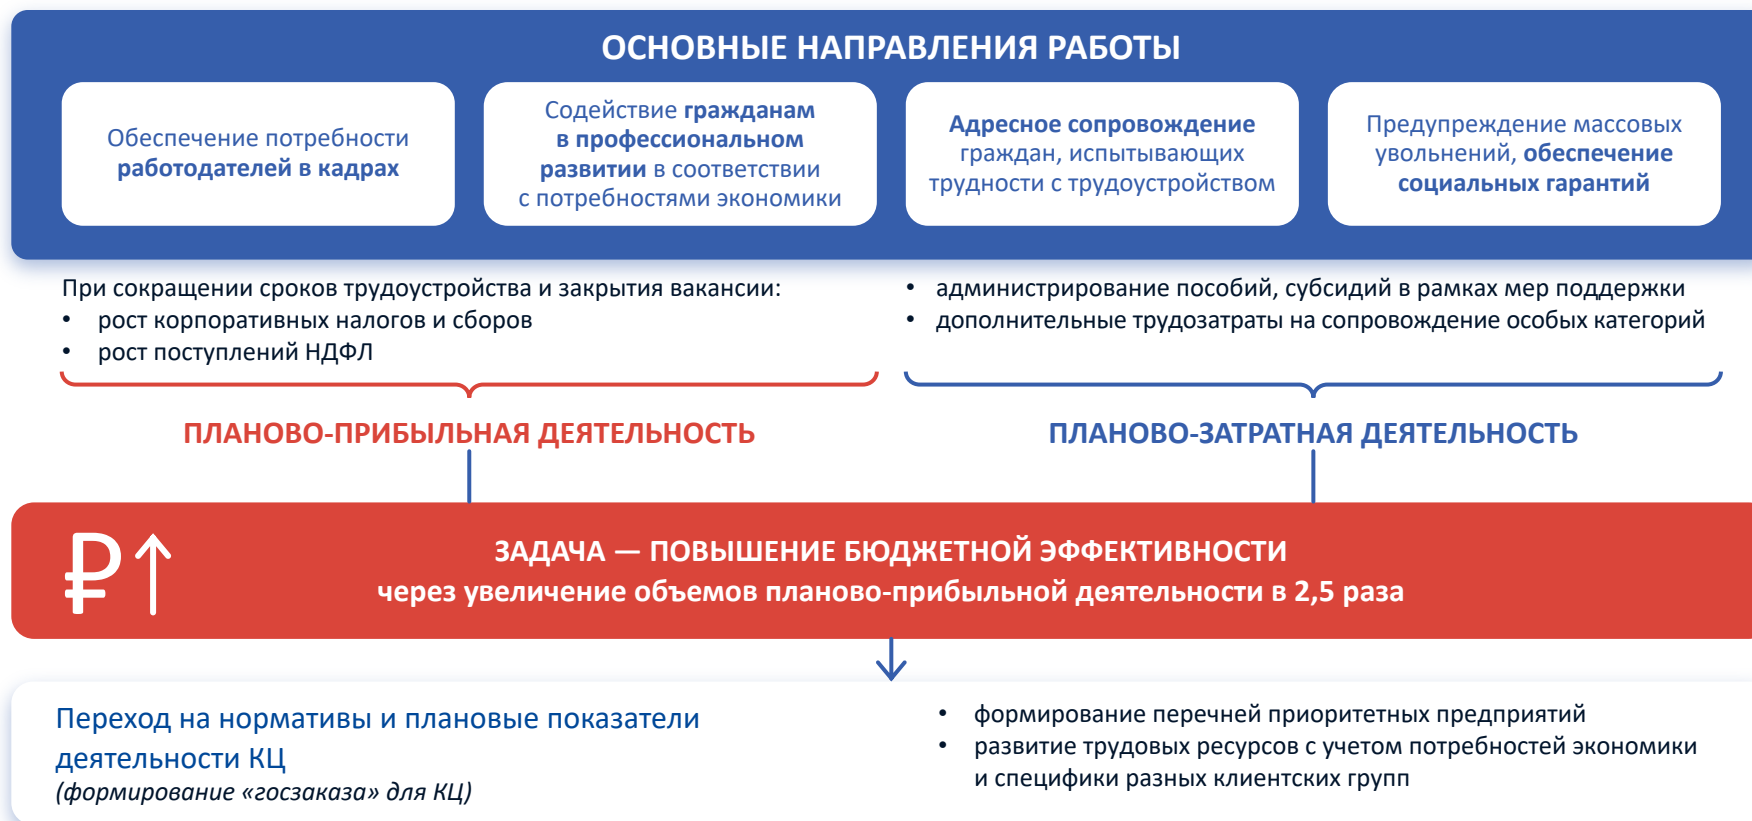 ОСНОВНЫЕ НАПРАВЛЕНИЯ РАБОТЫ
Обеспечение потребности
работодателей в кадрах
Содействие гражданам
в профессиональном
развитии в соответствии
с потребностями экономики
Адресное сопровождение
граждан, испытывающих
трудности с трудоустройством
Предупреждение массовых
увольнений, обеспечение
социальных гарантий
При сокращении сроков трудоустройства и закрытия вакансии:
• рост корпоративных налогов и сборов
• рост поступлений НДФЛ
• администрирование пособий, субсидий в рамках мер поддержки
• дополнительные трудозатраты на сопровождение особых категорий
ПЛАНОВО-ПРИБЫЛЬНАЯ ДЕЯТЕЛЬНОСТЬ
ПЛАНОВО-ЗАТРАТНАЯ ДЕЯТЕЛЬНОСТЬ
₽↑
ЗАДАЧА — ПОВЫШЕНИЕ БЮДЖЕТНОЙ ЭФФЕКТИВНОСТИ
через увеличение объемов планово-прибыльной деятельности в 2,5 раза
Переход на нормативы и плановые показатели
деятельности КЦ
(формирование «госзаказа» для КЦ)
• формирование перечней приоритетных предприятий
• развитие трудовых ресурсов с учетом потребностей экономики
и специфики разных клиентских групп